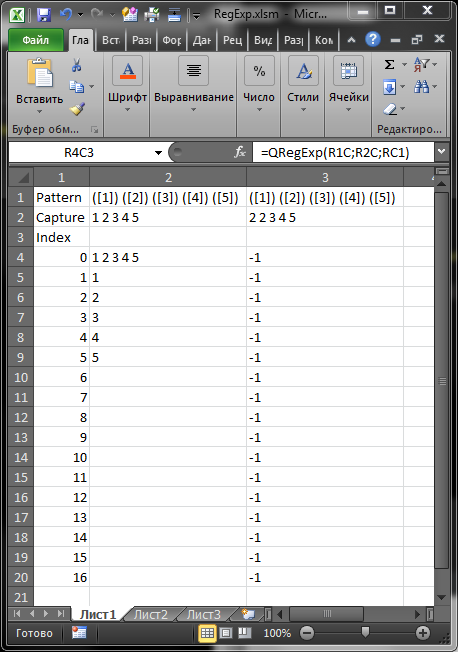 RegExp.xlsm - Micr...
Файл Гла Вст Разі Фор Дан Рец Вид Разр Ког
Вставить Шрифт Выравнивание Число Стили Ячейки
Буфер обм... Редактиро...
R4C3 fx =QRegExp(R1C;R2C;RC1)
1 2 3
1 Pattern ([1]) ([2]) ([3]) ([4]) ([5]) ([1]) ([2]) ([3]) ([4]) ([5])
2 Capture 1 2 3 4 5 2 2 3 4 5
3 Index
4 0 1 2 3 4 5 -1
5 1 1 -1
6 2 2 -1
7 3 3 -1
8 4 4 -1
9 5 5 -1
10 6 -1
11 7 -1
12 8 -1
13 9 -1
14 10 -1
15 11 -1
16 12 -1
17 13 -1
18 14 -1
19 15 -1
20 16 -1
21
Лист1 Лист2 Лист3
Готово 100%